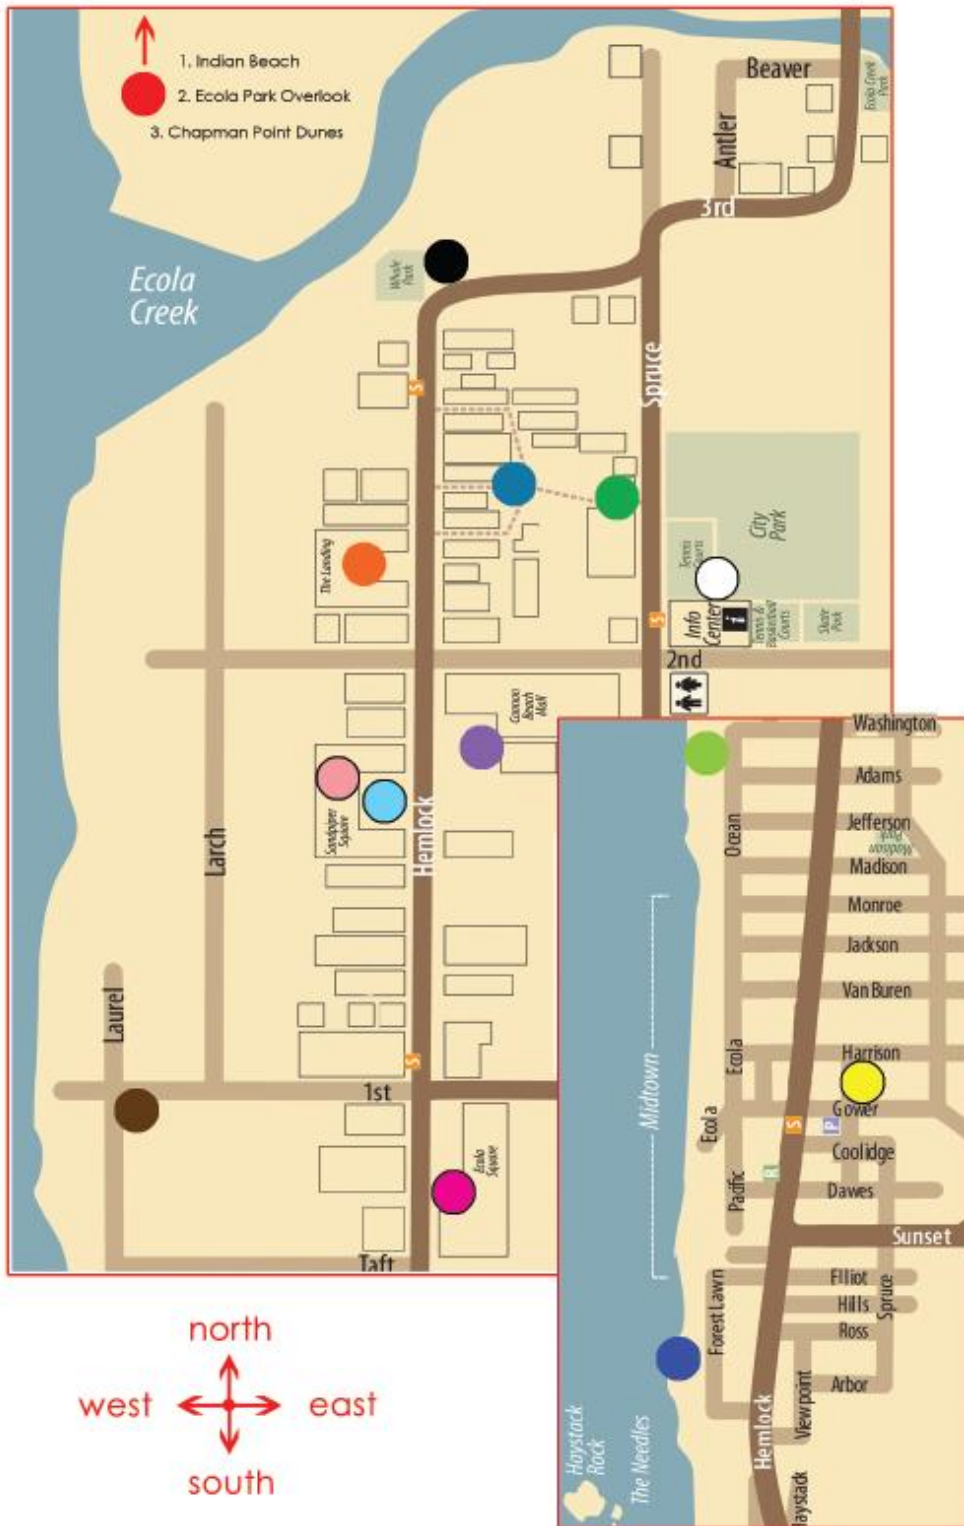 1. Indian Beach
2. Ecola Park Overlook
3. Chapman Point Dunes
Beaver
Ecola Creek
Park
Antler
3rd
Whale
Park
Ecola
Creek
Spruce
City
Park
Tennis
Courts
The Landing
Info
Center
i
Tennis &
Basketball
Courts
Skate
Park
S
S
2nd
Cannon
Beach
Mall
Sandpiper
Square
Hemlock
Larch
Laurel
S
1st
Ecola
Square
Taft
Washington
Adams
Ocean
Jefferson
Madison
Park
Madison
Monroe
Jackson
Van Buren
Midtown
Ecola
Harrison
Gower
Ecola
S
P
Coolidge
R
Pacific
Dawes
Sunset
Elliot
Hills
Spruce
Ross
Forest Lawn
Arbor
Viewpoint
Hemlock
Haystack
Rock
The Needles
Haystack
north
west
east
south